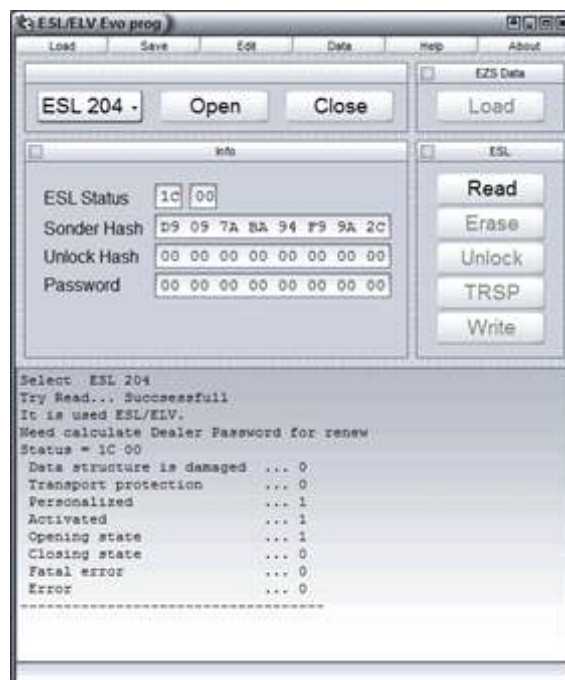 ESL/ELV Evo prog
Load Save Edit Data Help About
EZS Data
ESL 204 Open Close Load
Info ESL
Read
ESL Status 1C 00
Erase
Sonder Hash D9 09 7A BA 94 F9 9A 2C
Unlock Hash 00 00 00 00 00 00 00 00
Unlock
Password 00 00 00 00 00 00 00 00
TRSP
Write
Select ESL 204
Try Read... Succsessfull
It is used ESL/ELV.
Need calculate Dealer Password for renew
Status = 1C 00
Data structure is damaged ... 0
Transport protection ... 0
Personalized ... 1
Activated ... 1
Opening state ... 1
Closing state ... 0
Fatal error ... 0
Error ... 0
-----------------------------------